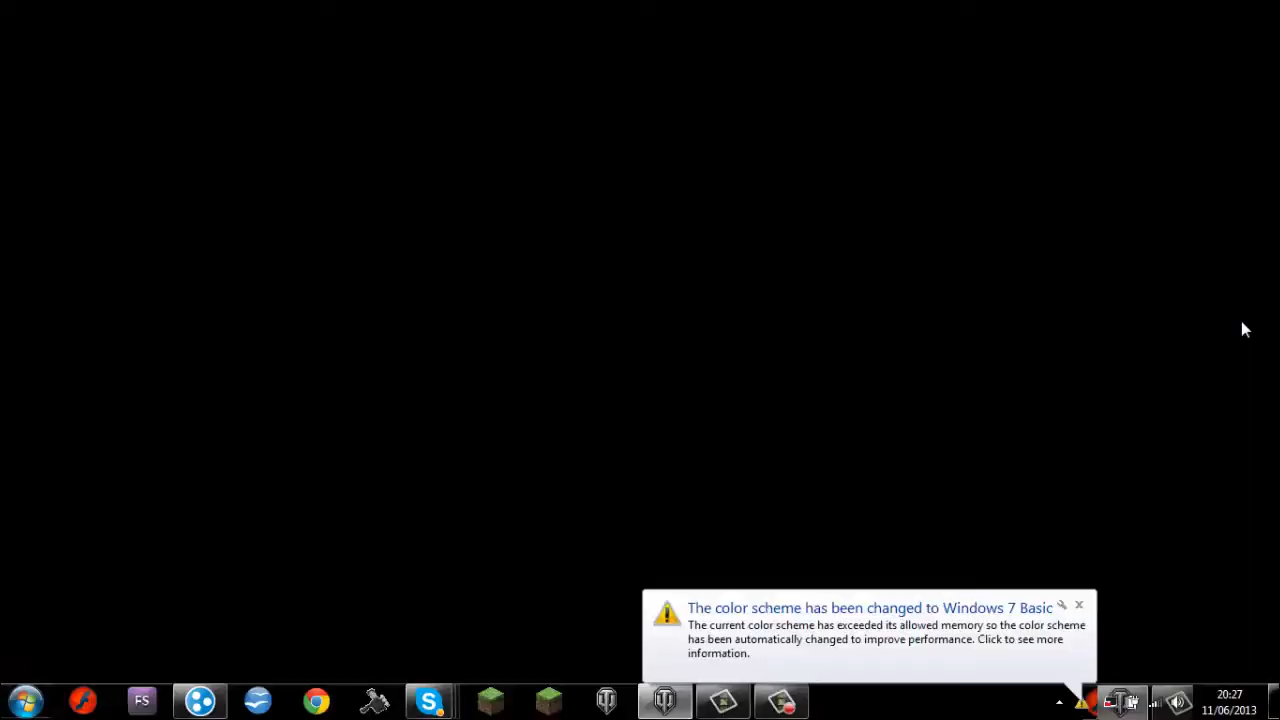 The color scheme has been changed to Windows 7 Basic
The current color scheme has exceeded its allowed memory so the color scheme
has been automatically changed to improve performance. Click to see more
information.
FS
S
20:27
11/06/2013